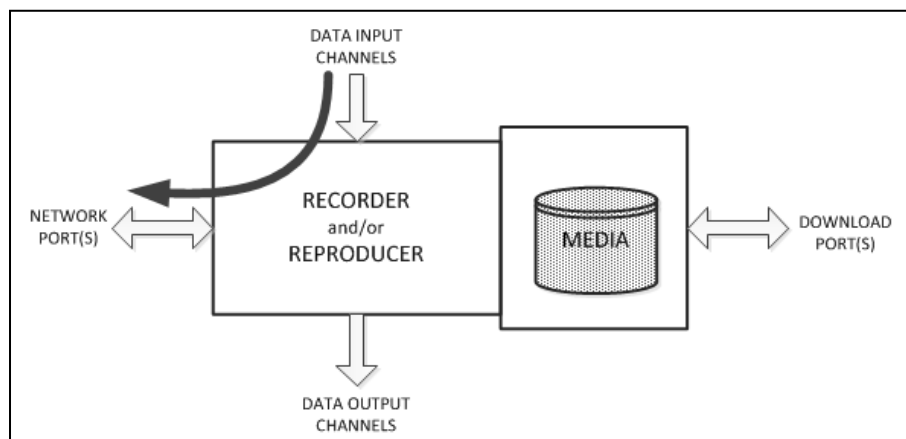 DATA INPUT
CHANNELS
RECORDER
and/or
REPRODUCER
MEDIA
NETWORK
PORT(S)
DOWNLOAD
PORT(S)
DATA OUTPUT
CHANNELS